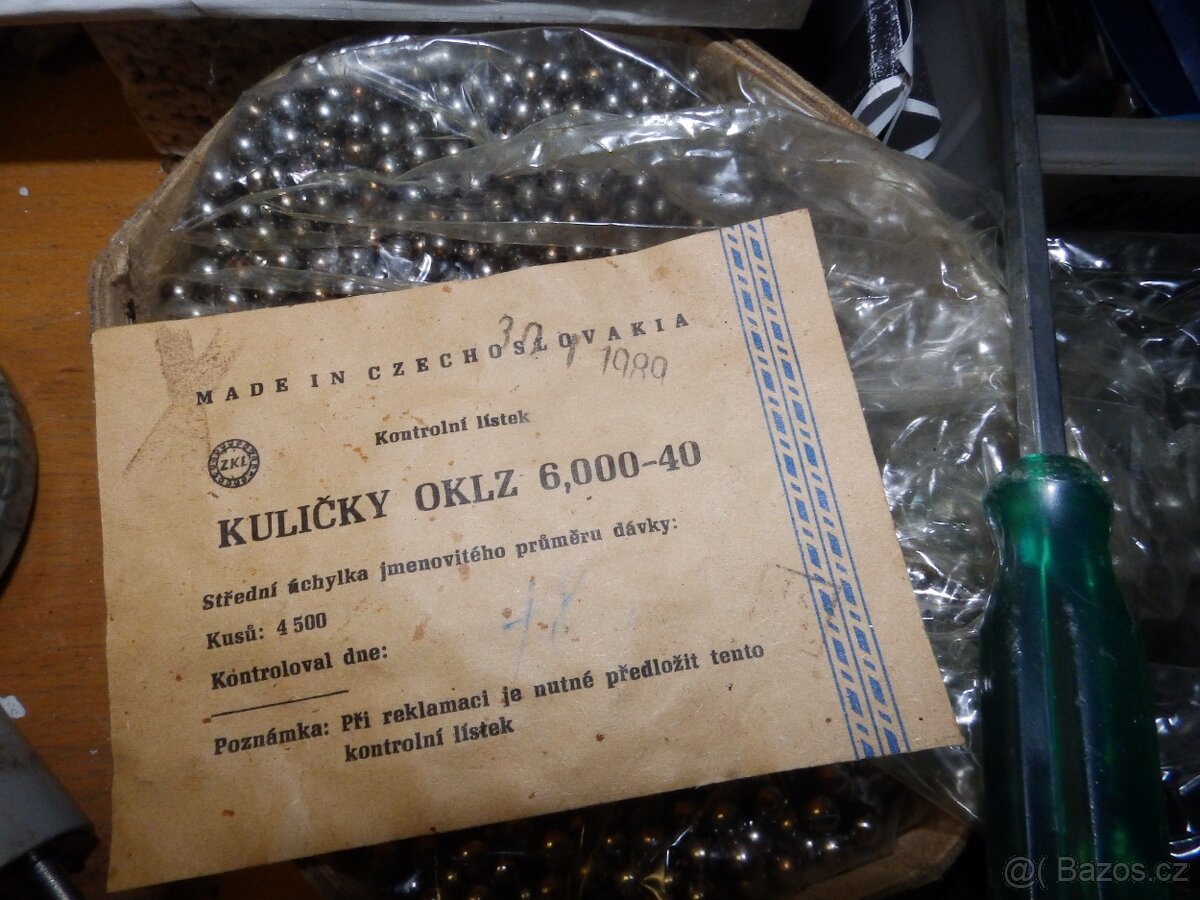 MADE IN CZECHOSLOVAKIA
1989
Kontrolní lístek
ZKL
KULIČKY OKLZ 6,000-40
Střední úchylka jmenovitého průměru dávky:
Kusů: 4 500
Kontroloval dne:
Poznámka: Při reklamaci je nutné předložit tento
kontrolní lístek
@( Bazos.cz